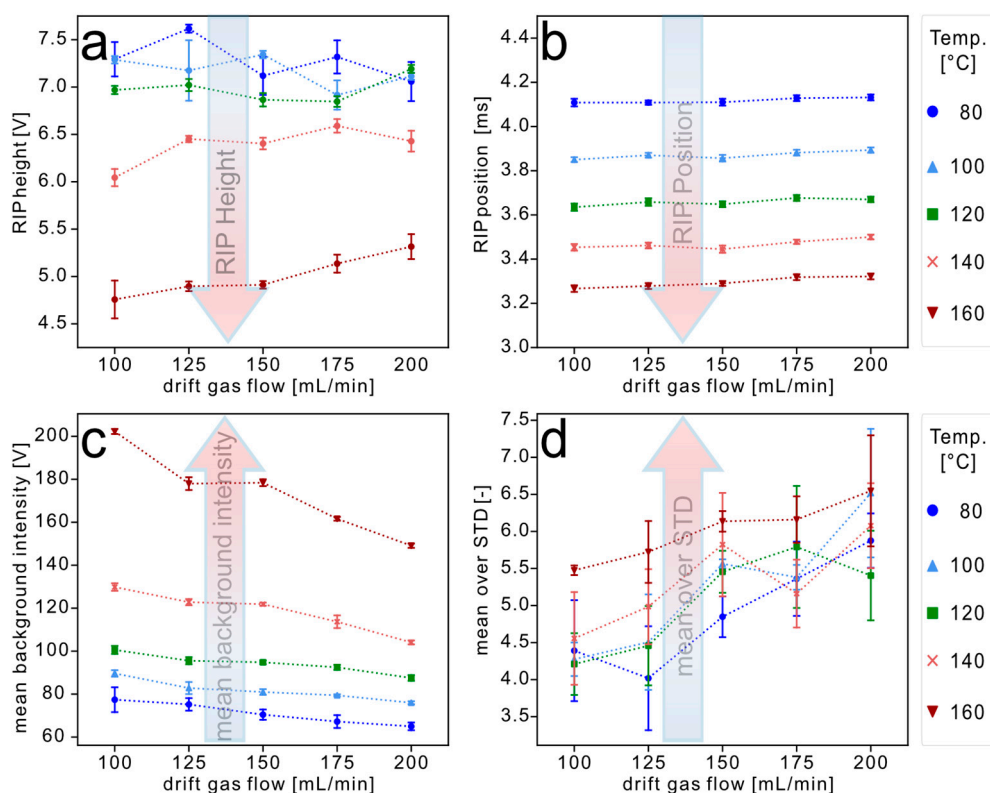 a
7.5
7.0
6.5
6.0
5.5
5.0
4.5
RIP height [V]
RIP Height
100 125 150 175 200
drift gas flow [mL/min]
b
4.4
4.2
4.0
3.8
3.6
3.4
3.2
3.0
RIP position [ms]
RIP Position
100 125 150 175 200
drift gas flow [mL/min]
Temp.
[°C]
80
100
120
140
160
c
200
180
160
140
120
100
80
60
mean background intensity [V]
mean background intensity
100 125 150 175 200
drift gas flow [mL/min]
d
7.5
7.0
6.5
6.0
5.5
5.0
4.5
4.0
3.5
mean over STD [-]
mean over STD
100 125 150 175 200
drift gas flow [mL/min]
Temp.
[°C]
80
100
120
140
160